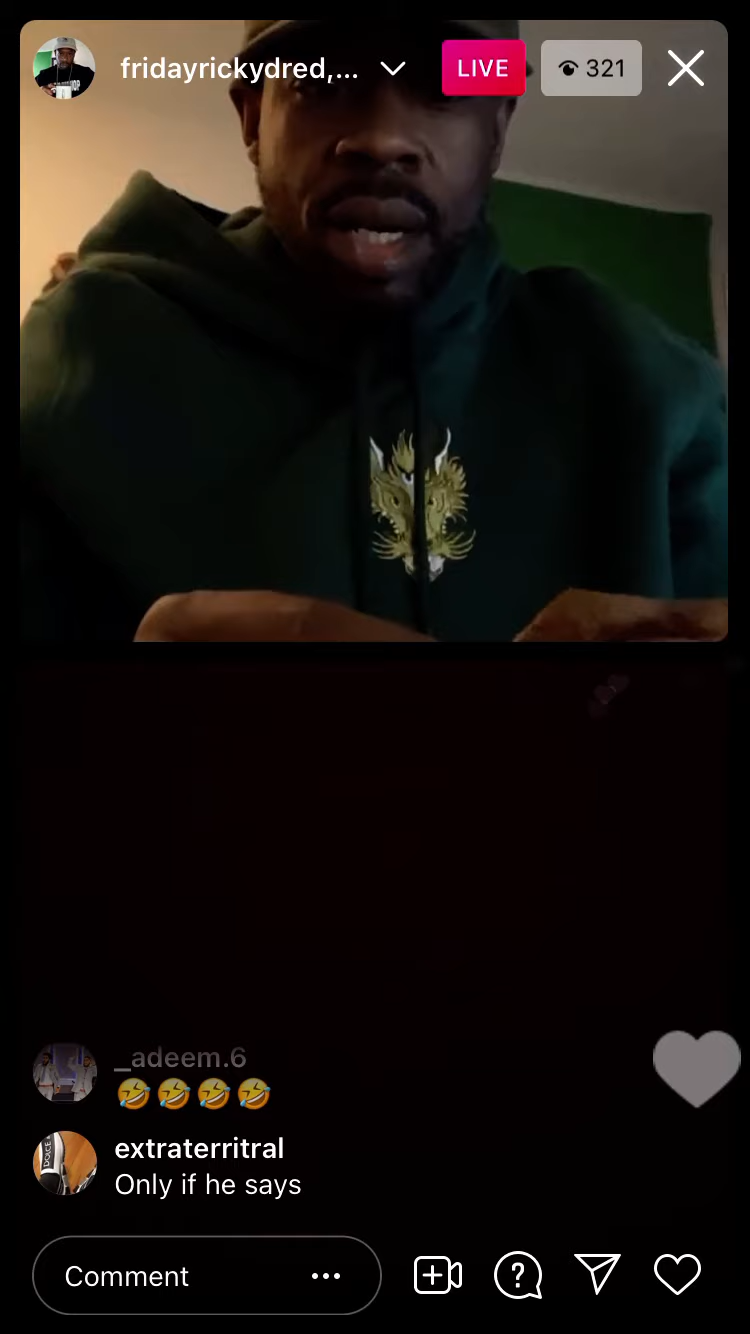 fridayrickydred,...
LIVE
321
_adeem.6
🤣🤣🤣🤣
extraterritral
Only if he says
Comment